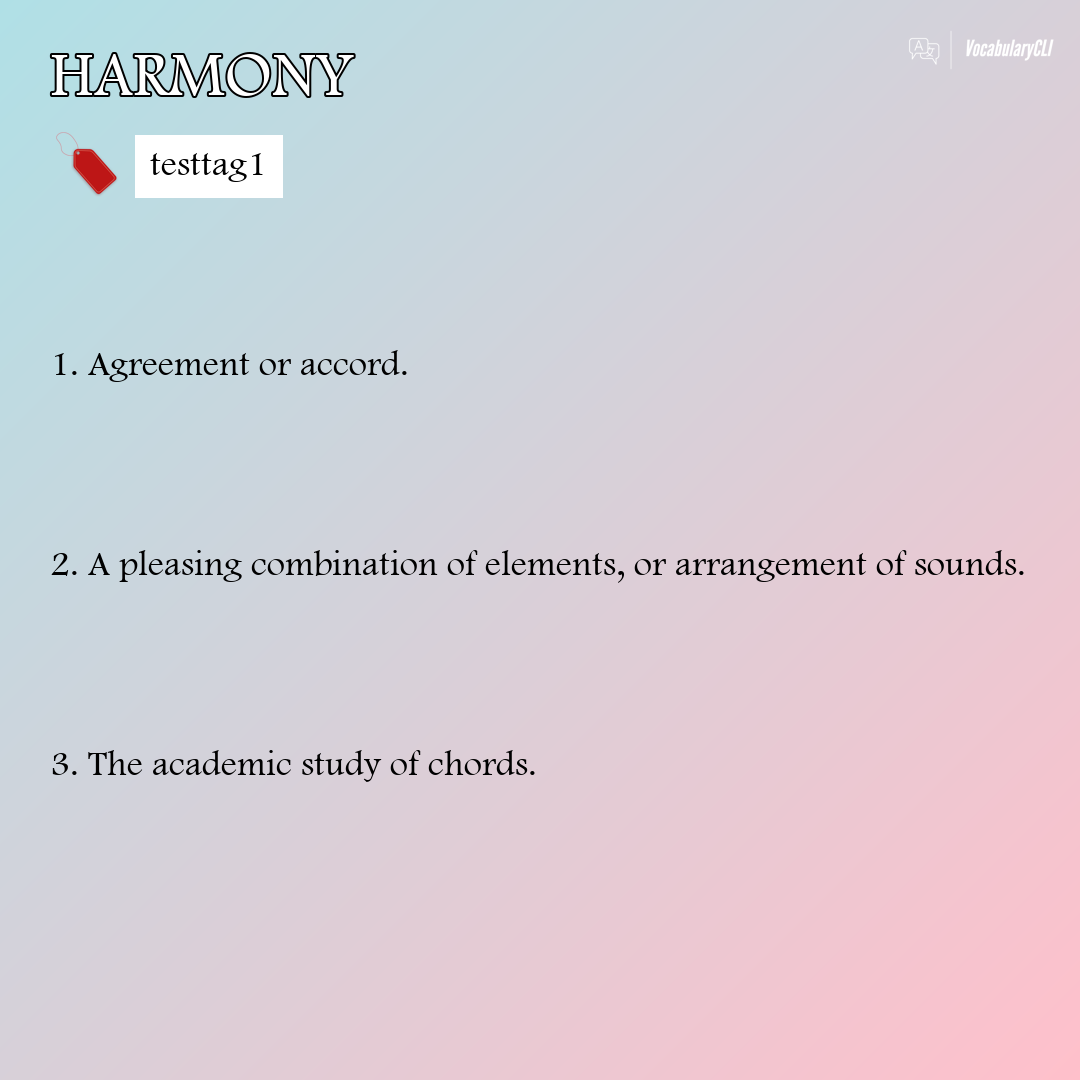 HARMONY
VocabularyCLI
testtag1
1. Agreement or accord.
2. A pleasing combination of elements, or arrangement of sounds.
3. The academic study of chords.